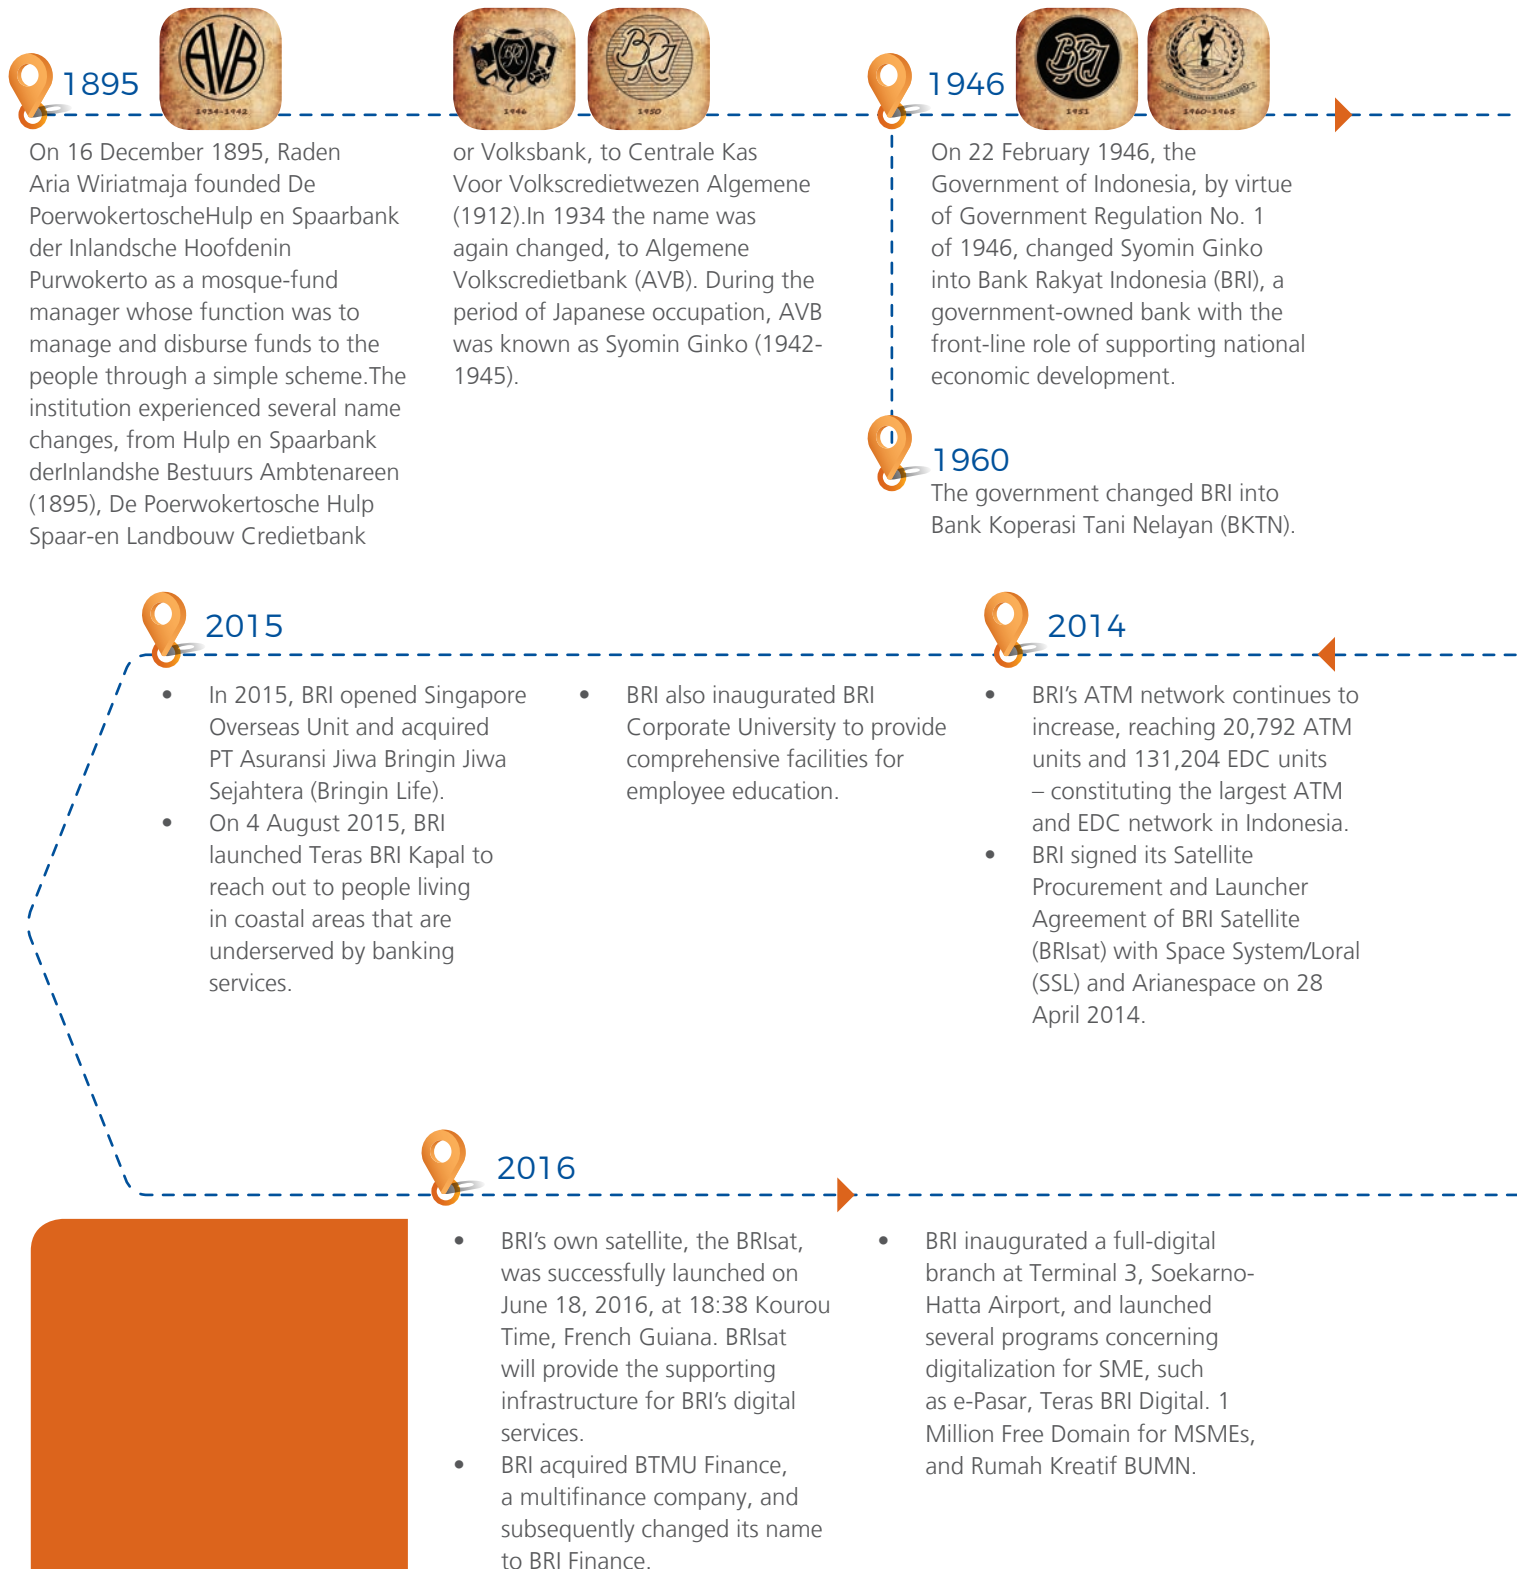 1895
AVB
1934-1942
On 16 December 1895, Raden
Aria Wiriatmaja founded De
PoerwokertoscheHulp en Spaarbank
der Inlandsche Hoofdenin
Purwokerto as a mosque-fund
manager whose function was to
manage and disburse funds to the
people through a simple scheme.The
institution experienced several name
changes, from Hulp en Spaarbank
derInlandshe Bestuurs Ambtenareen
(1895), De Poerwokertosche Hulp
Spaar-en Landbouw Credietbank
BRI
1946
BRI
1950
or Volksbank, to Centrale Kas
Voor Volkscredietwezen Algemene
(1912).In 1934 the name was
again changed, to Algemene
Volkscredietbank (AVB). During the
period of Japanese occupation, AVB
was known as Syomin Ginko (1942-
1945).
1946
BRI
1951
1960-1965
On 22 February 1946, the
Government of Indonesia, by virtue
of Government Regulation No. 1
of 1946, changed Syomin Ginko
into Bank Rakyat Indonesia (BRI), a
government-owned bank with the
front-line role of supporting national
economic development.
1960
The government changed BRI into
Bank Koperasi Tani Nelayan (BKTN).
2015
• In 2015, BRI opened Singapore
Overseas Unit and acquired
PT Asuransi Jiwa Bringin Jiwa
Sejahtera (Bringin Life).
• On 4 August 2015, BRI
launched Teras BRI Kapal to
reach out to people living
in coastal areas that are
underserved by banking
services.
• BRI also inaugurated BRI
Corporate University to provide
comprehensive facilities for
employee education.
2014
• BRI’s ATM network continues to
increase, reaching 20,792 ATM
units and 131,204 EDC units
– constituting the largest ATM
and EDC network in Indonesia.
• BRI signed its Satellite
Procurement and Launcher
Agreement of BRI Satellite
(BRIsat) with Space System/Loral
(SSL) and Arianespace on 28
April 2014.
2016
• BRI’s own satellite, the BRIsat,
was successfully launched on
June 18, 2016, at 18:38 Kourou
Time, French Guiana. BRIsat
will provide the supporting
infrastructure for BRI’s digital
services.
• BRI acquired BTMU Finance,
a multifinance company, and
subsequently changed its name
to BRI Finance.
• BRI inaugurated a full-digital
branch at Terminal 3, Soekarno-
Hatta Airport, and launched
several programs concerning
digitalization for SME, such
as e-Pasar, Teras BRI Digital. 1
Million Free Domain for MSMEs,
and Rumah Kreatif BUMN.